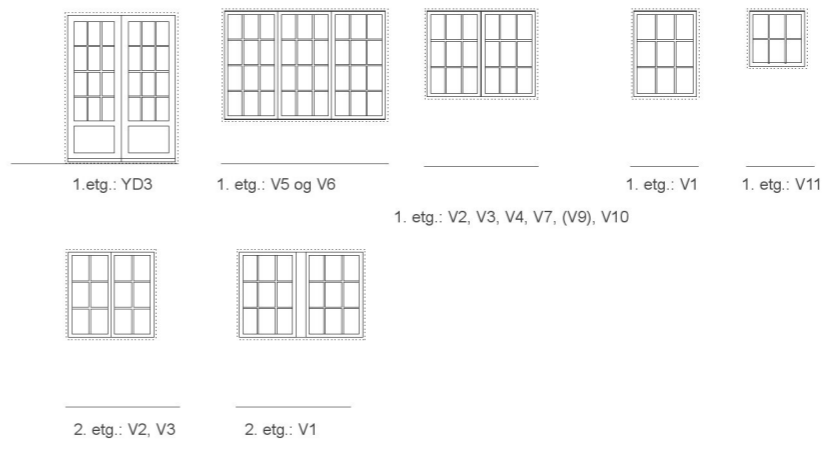 1.etg.: YD3
1. etg.: V5 og V6
1. etg.: V1
1. etg.: V11
1. etg.: V2, V3, V4, V7, (V9), V10
2. etg.: V2, V3
2. etg.: V1